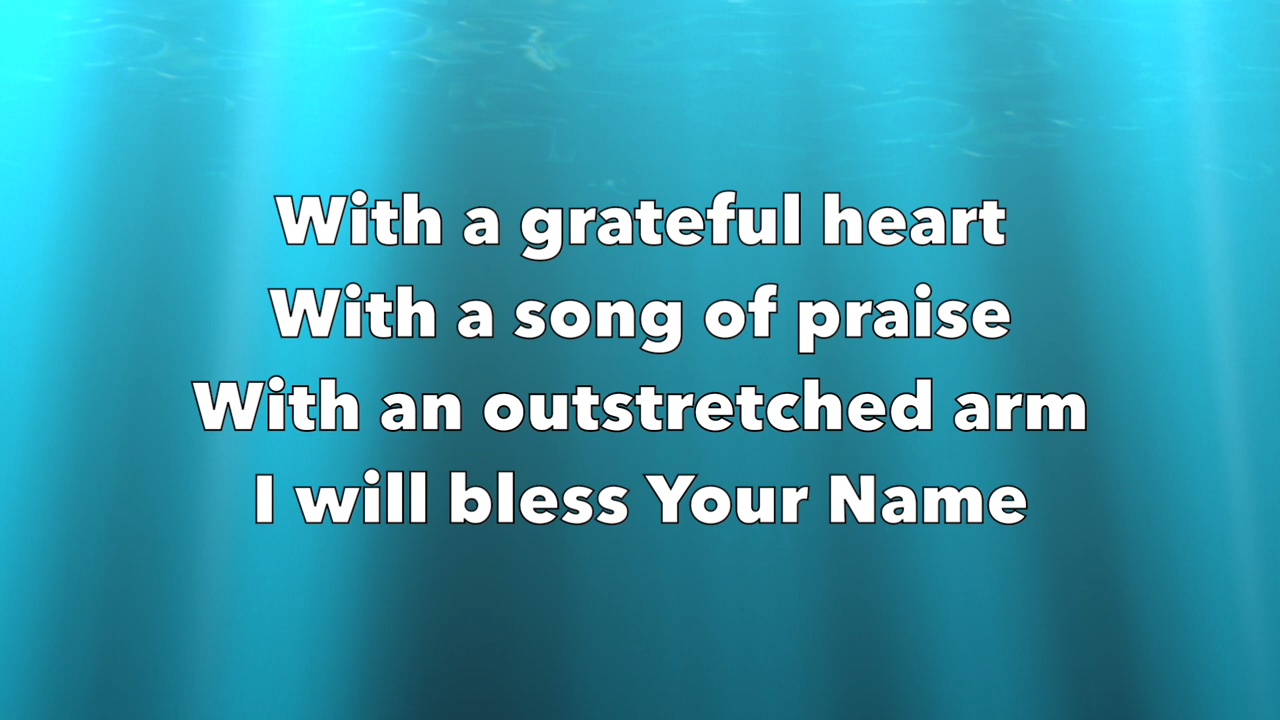 With a grateful heart
With a song of praise
With an outstretched arm
I will bless Your Name